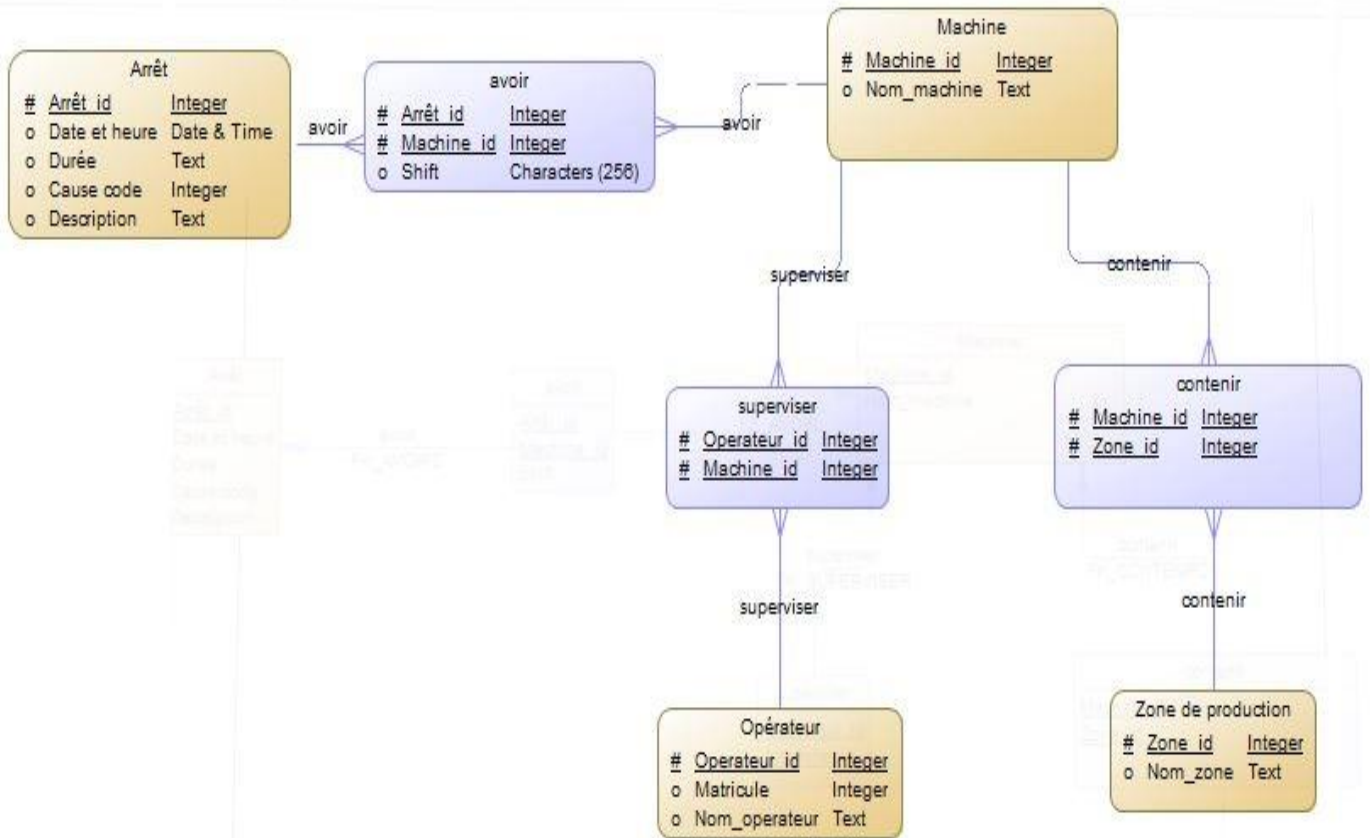 Arrêt
# Arrêt_id Integer
o Date et heure Date & Time
o Durée Text
o Cause code Integer
o Description Text
avoir
avoir
# Arrêt_id Integer
# Machine_id Integer
o Shift Characters (256)
avoir
Machine
# Machine_id Integer
o Nom_machine Text
superviser
contenir
superviser
# Operateur_id Integer
# Machine_id Integer
contenir
# Machine_id Integer
# Zone_id Integer
superviser
contenir
Opérateur
# Operateur_id Integer
o Matricule Integer
o Nom_operateur Text
Zone de production
# Zone_id Integer
o Nom_zone Text